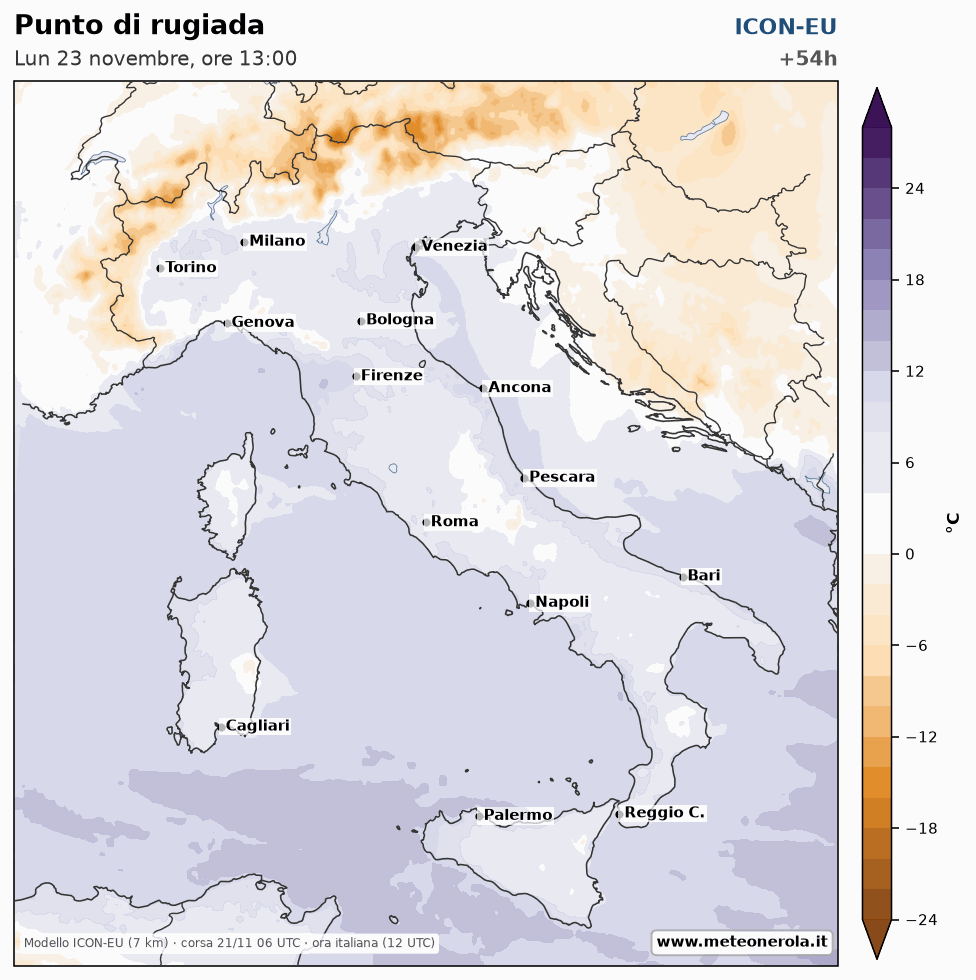 Punto di rugiada
ICON-EU
Lun 23 novembre, ore 13:00
+54h
Milano
Venezia
Torino
Genova
Bologna
Firenze
Ancona
Pescara
Roma
Bari
Napoli
Cagliari
Palermo
Reggio C.
24
18
12
6
0
−6
−12
−18
−24
°C
Modello ICON-EU (7 km) · corsa 21/11 06 UTC · ora italiana (12 UTC)
www.meteonerola.it